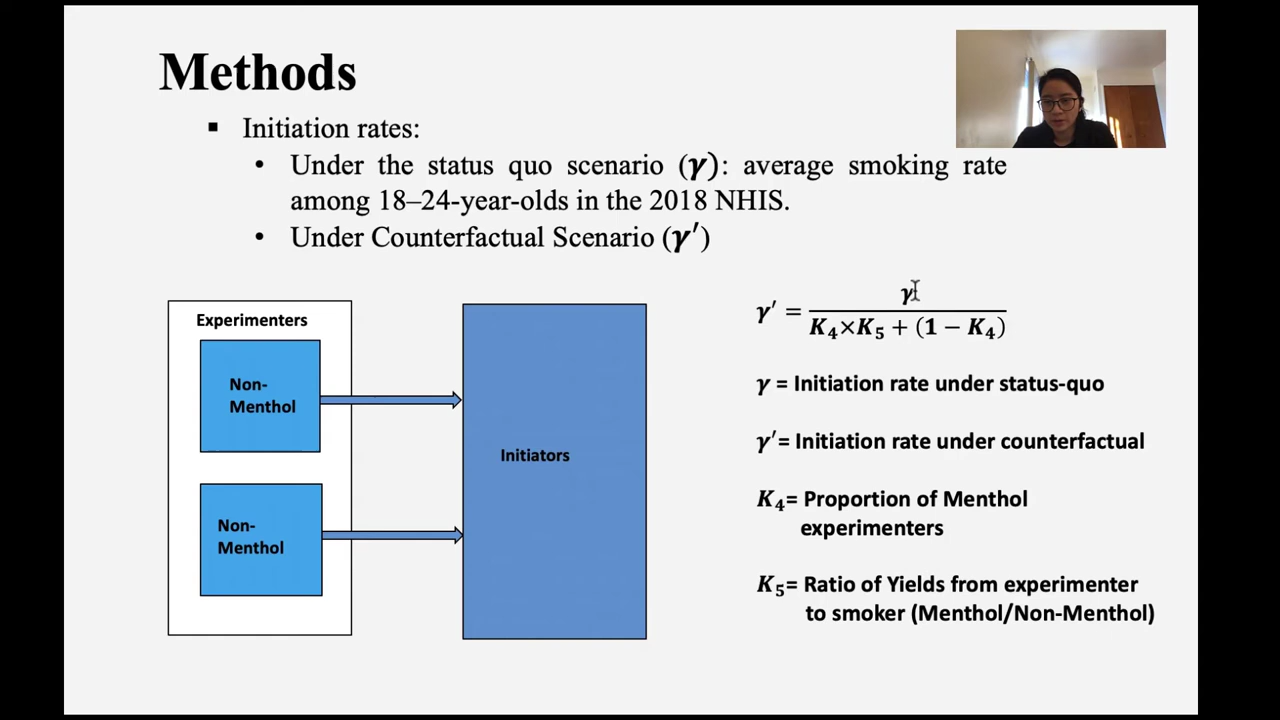 Methods
▪ Initiation rates:
• Under the status quo scenario (γ): average smoking rate
among 18–24-year-olds in the 2018 NHIS.
• Under Counterfactual Scenario (γ′)
Experimenters
Non-
Menthol
Non-
Menthol
Initiators
γ′ = γ / (K₄×K₅ + (1 − K₄))
γ = Initiation rate under status-quo
γ′= Initiation rate under counterfactual
K₄= Proportion of Menthol
experimenters
K₅= Ratio of Yields from experimenter
to smoker (Menthol/Non-Menthol)